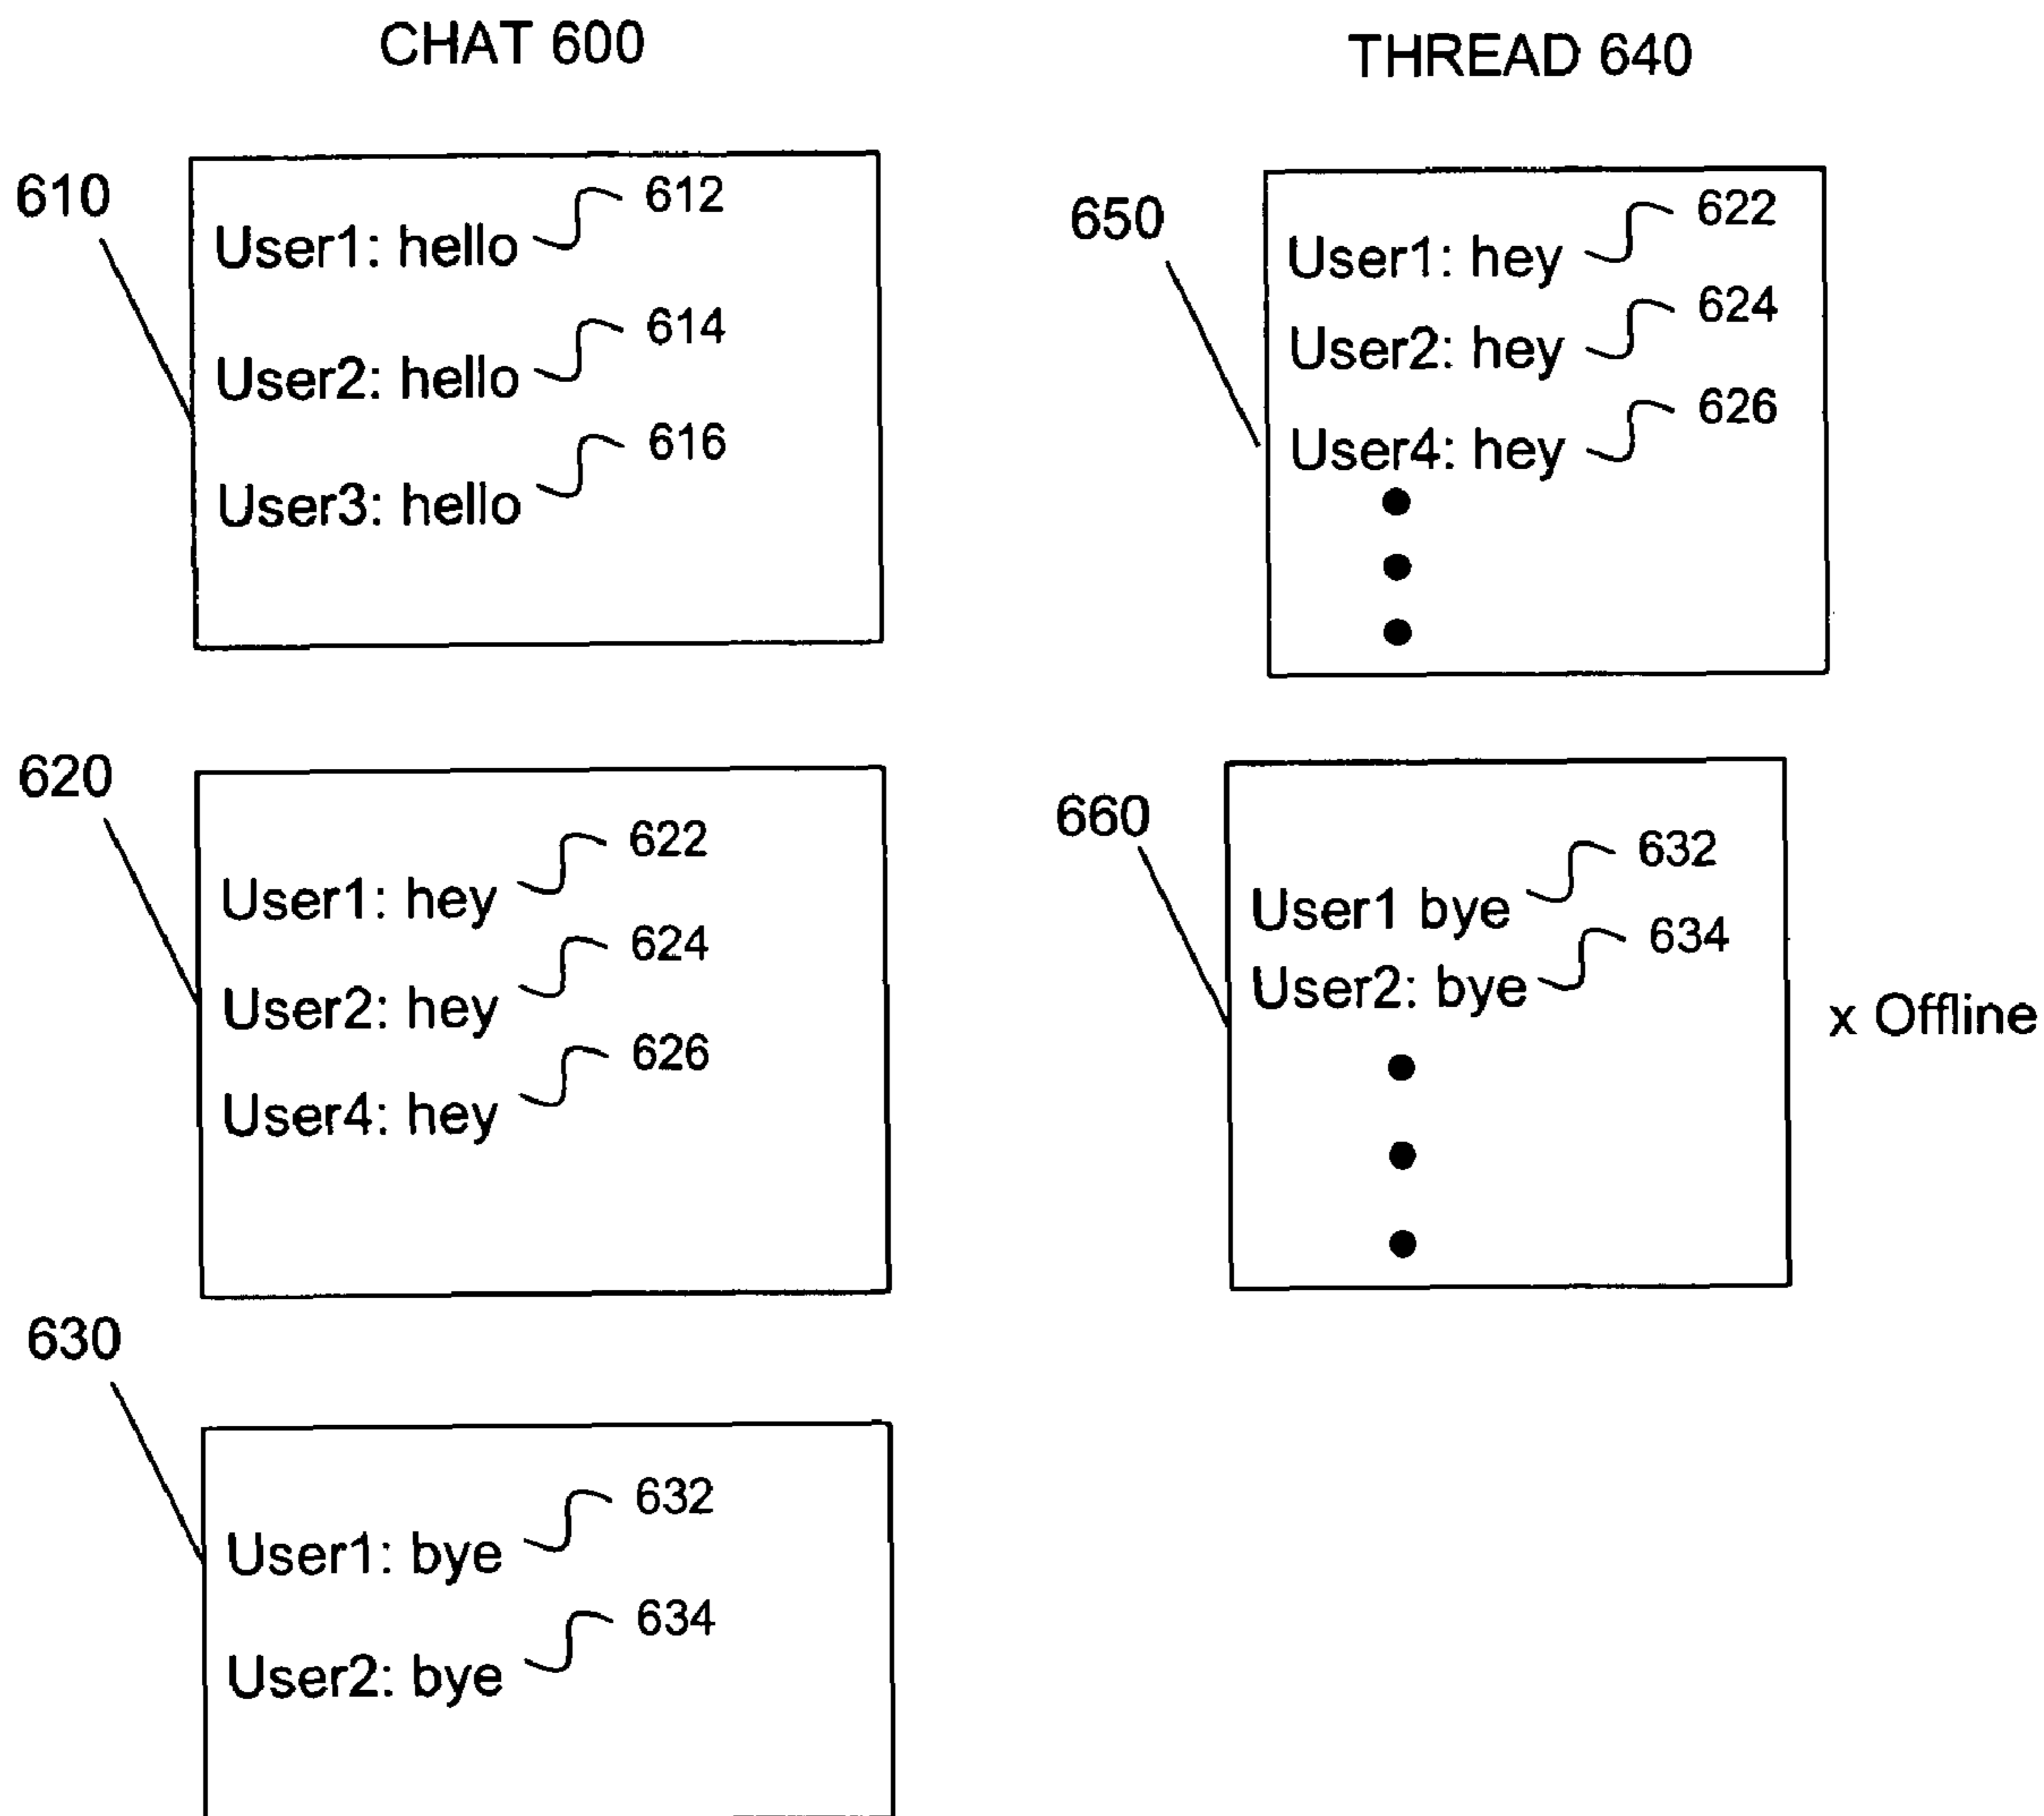 CHAT 600
610
612
User1: hello
614
User2: hello
616
User3: hello
620
622
User1: hey
624
User2: hey
626
User4: hey
630
632
User1: bye
634
User2: bye
THREAD 640
650
622
User1: hey
624
User2: hey
626
User4: hey
660
632
User1 bye
634
User2: bye
x Offline